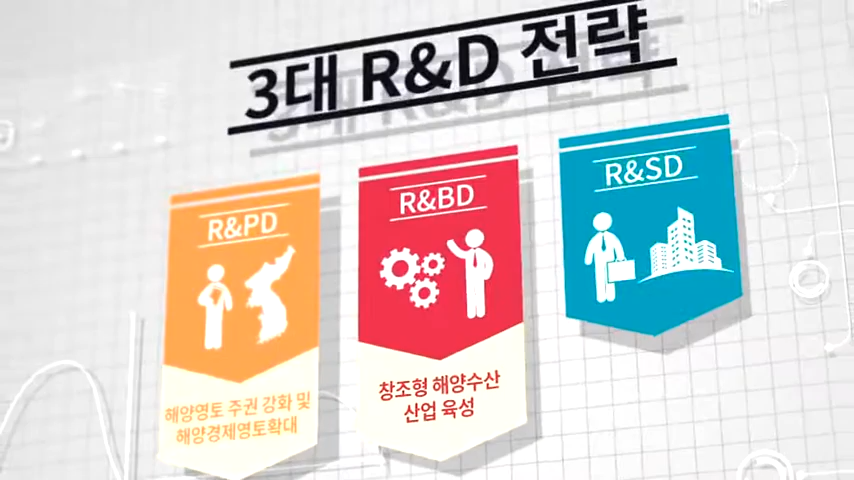 3대 R&D 전략
R&PD
해양영토 주권 강화 및
해양경제영토확대
R&BD
창조형 해양수산
산업 육성
R&SD